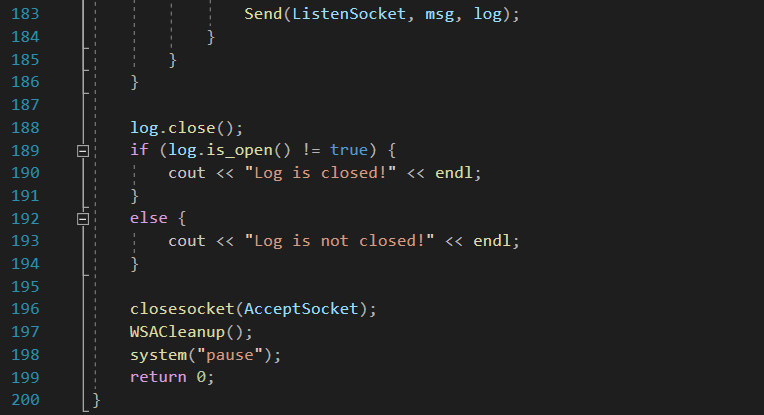 183                     Send(ListenSocket, msg, log);
184                 }
185             }
186         }
187
188         log.close();
189         if (log.is_open() != true) {
190             cout << "Log is closed!" << endl;
191         }
192         else {
193             cout << "Log is not closed!" << endl;
194         }
195
196         closesocket(AcceptSocket);
197         WSACleanup();
198         system("pause");
199         return 0;
200     }